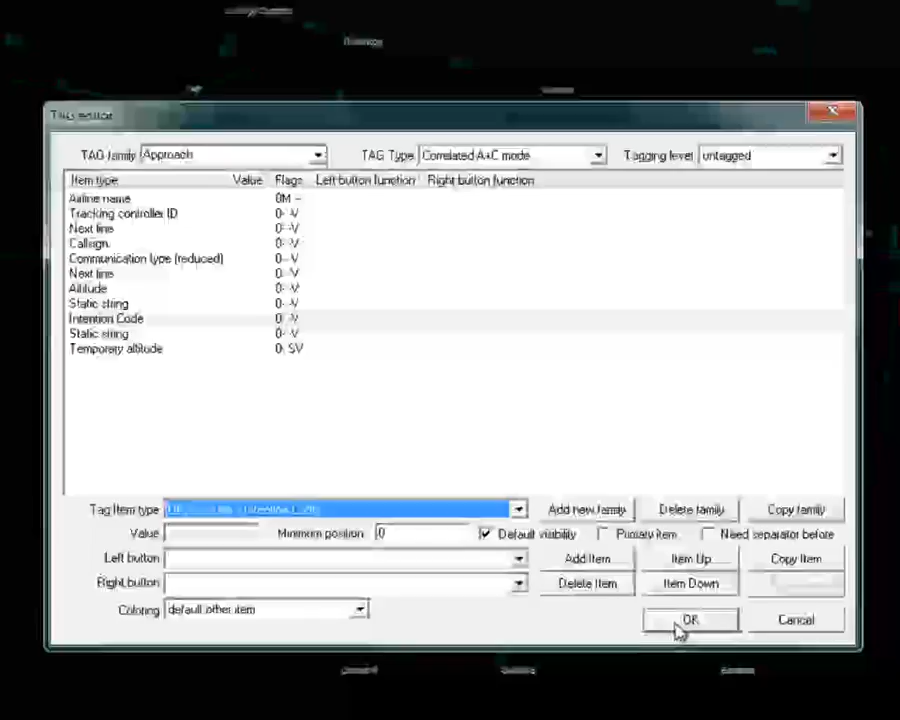 TAG editor
TAG family Approach TAG Type Correlated A+C mode Tagging level untagged
Item type Value Flags Left button function Right button function
Airline name 0M --
Tracking controller ID 0- -V
Next line 0- -V
Callsign 0- -V
Communication type (reduced) 0- -V
Next line 0- -V
Altitude 0- -V
Static string 0- -V
Intention Code 0- -V
Static string 0- -V
Temporary altitude 0- SV
Tag Item type Add new family Delete family Copy family
Value Minimum position 0 Default visibility Primary item Need separator before
Left button Add Item Item Up Copy Item
Right button Delete Item Item Down
Coloring default other item OK Cancel